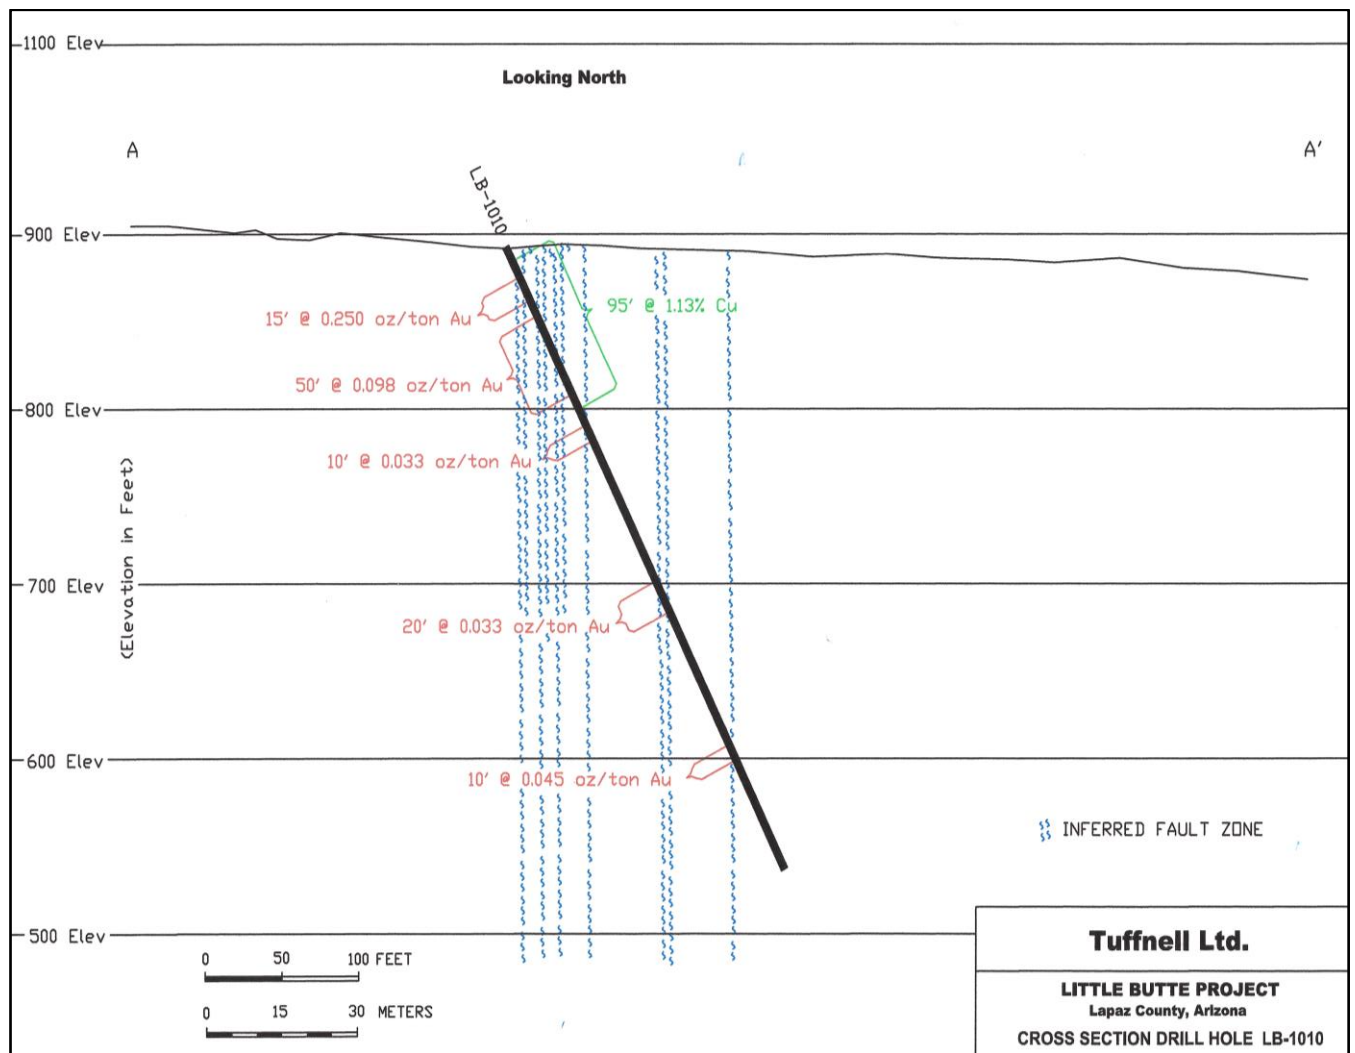 1100 Elev
Looking North
A
A'
LB-1010
900 Elev
95' @ 1.13% Cu
15' @ 0.250 oz/ton Au
50' @ 0.098 oz/ton Au
800 Elev
10' @ 0.033 oz/ton Au
(Elevation in Feet)
700 Elev
20' @ 0.033 oz/ton Au
600 Elev
10' @ 0.045 oz/ton Au
INFERRED FAULT ZONE
500 Elev
0 50 100 FEET
0 15 30 METERS
Tuffnell Ltd.
LITTLE BUTTE PROJECT
Lapaz County, Arizona
CROSS SECTION DRILL HOLE LB-1010